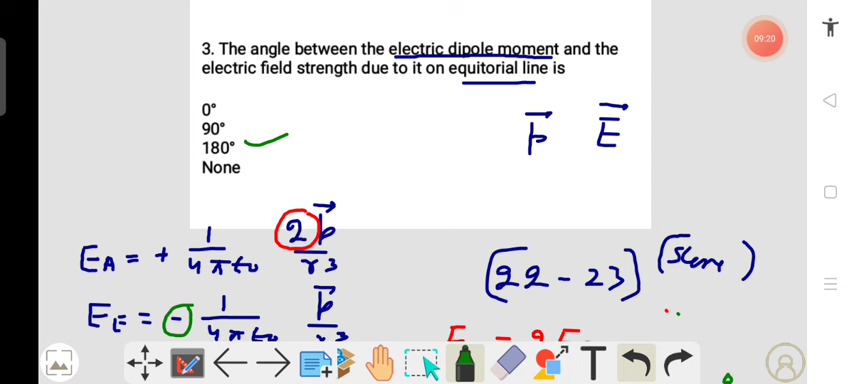 09:20
3. The angle between the electric dipole moment and the
electric field strength due to it on equitorial line is
0°
90°
180°
None
p E
E_A = + 1/4πε₀ 2p/r3
E_E = - 1/4πε₀ p/r3
(22 - 23)
T